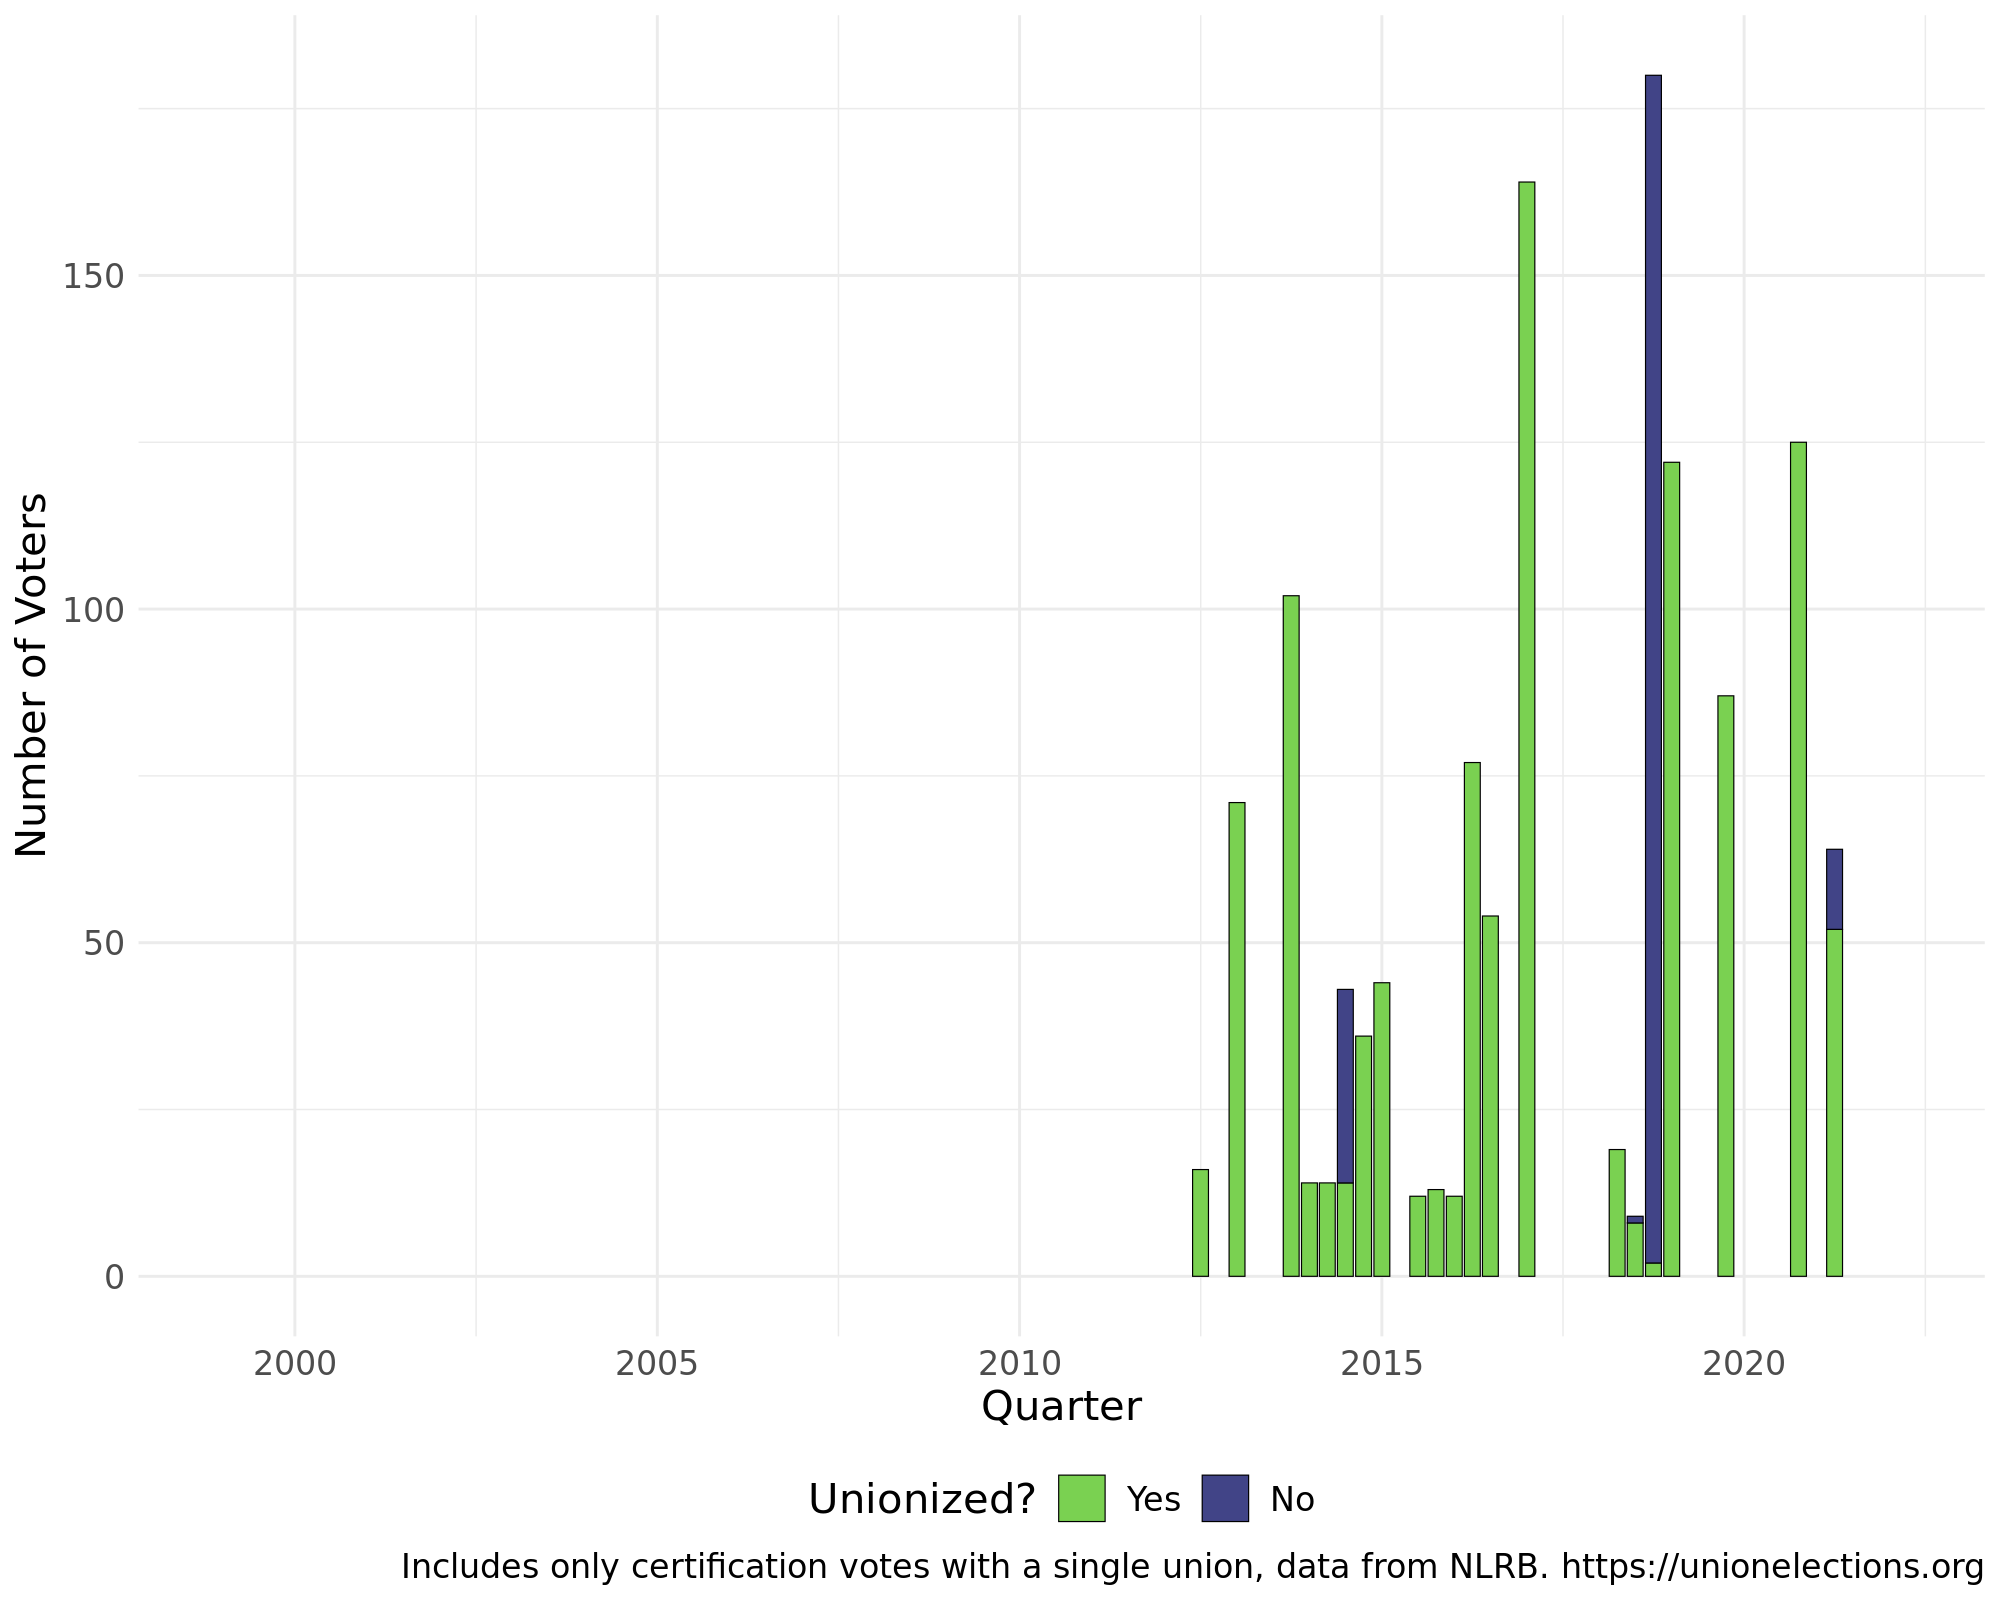 Number of Voters
150
100
50
0
2000 2005 2010 2015 2020
Quarter
Unionized? Yes No
Includes only certification votes with a single union, data from NLRB. https://unionelections.org